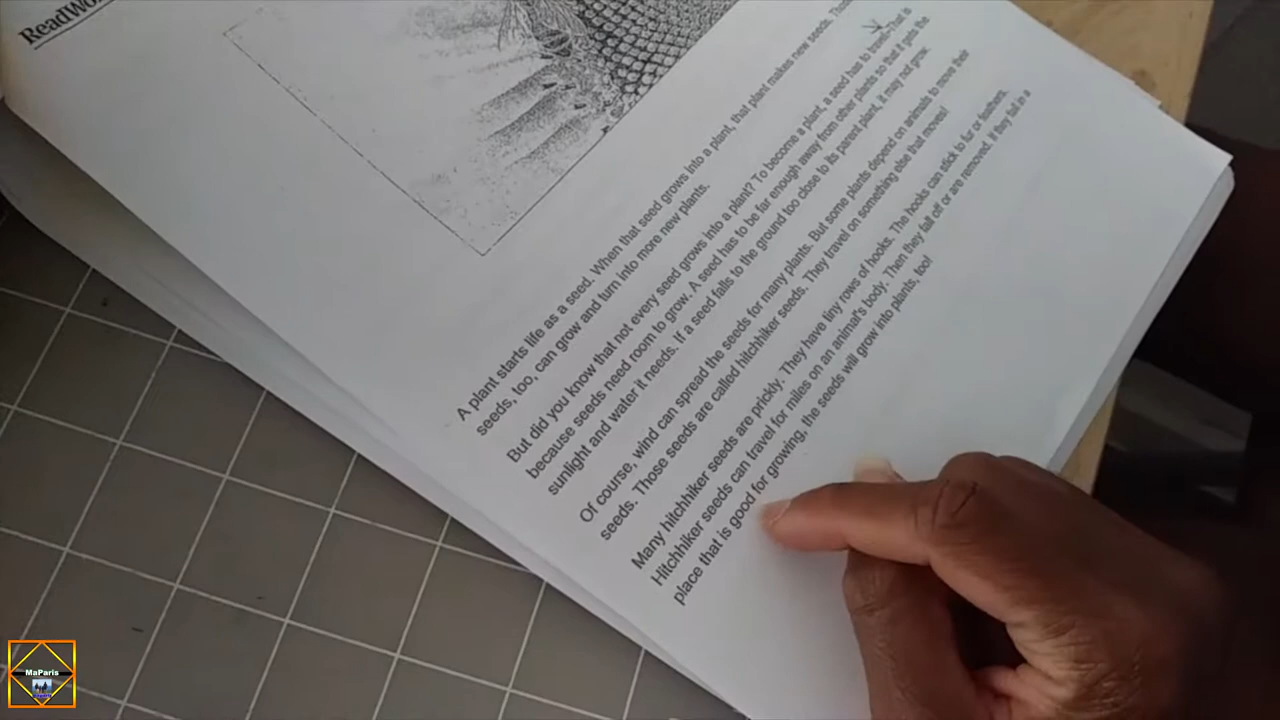 ReadWo
A plant starts life as a seed. When that seed grows into a plant, that plant makes new seeds.
seeds, too, can grow and turn into more new plants.
But did you know that not every seed grows into a plant? To become a plant, a seed has to travel. That is
because seeds need room to grow. A seed has to be far enough away from other plants so that it gets the
sunlight and water it needs. If a seed falls to the ground too close to its parent plant, it may not grow.
Of course, wind can spread the seeds for many plants. But some plants depend on animals to move their
seeds. Those seeds are called hitchhiker seeds. They travel on something else that moves!
Many hitchhiker seeds are prickly. They have tiny rows of hooks. The hooks can stick to fur or feathers.
Hitchhiker seeds can travel for miles on an animal's body. Then they fall off or are removed. If they fall in a
place that is good for growing, the seeds will grow into plants, too!
MaParis